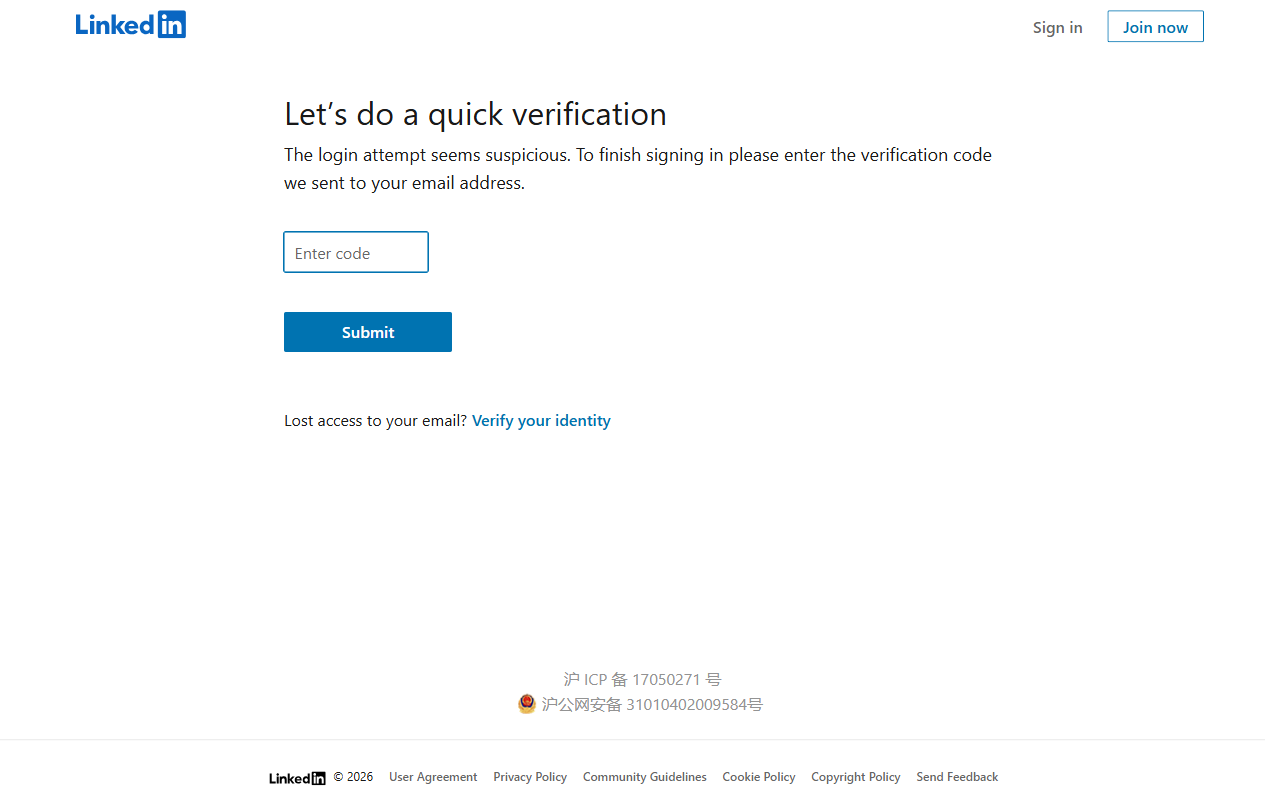 LinkedIn
Sign in
Join now
Let’s do a quick verification
The login attempt seems suspicious. To finish signing in please enter the verification code
we sent to your email address.
Enter code
Submit
Lost access to your email? Verify your identity
沪 ICP 备 17050271 号
沪公网安备 31010402009584号
LinkedIn © 2026 User Agreement Privacy Policy Community Guidelines Cookie Policy Copyright Policy Send Feedback